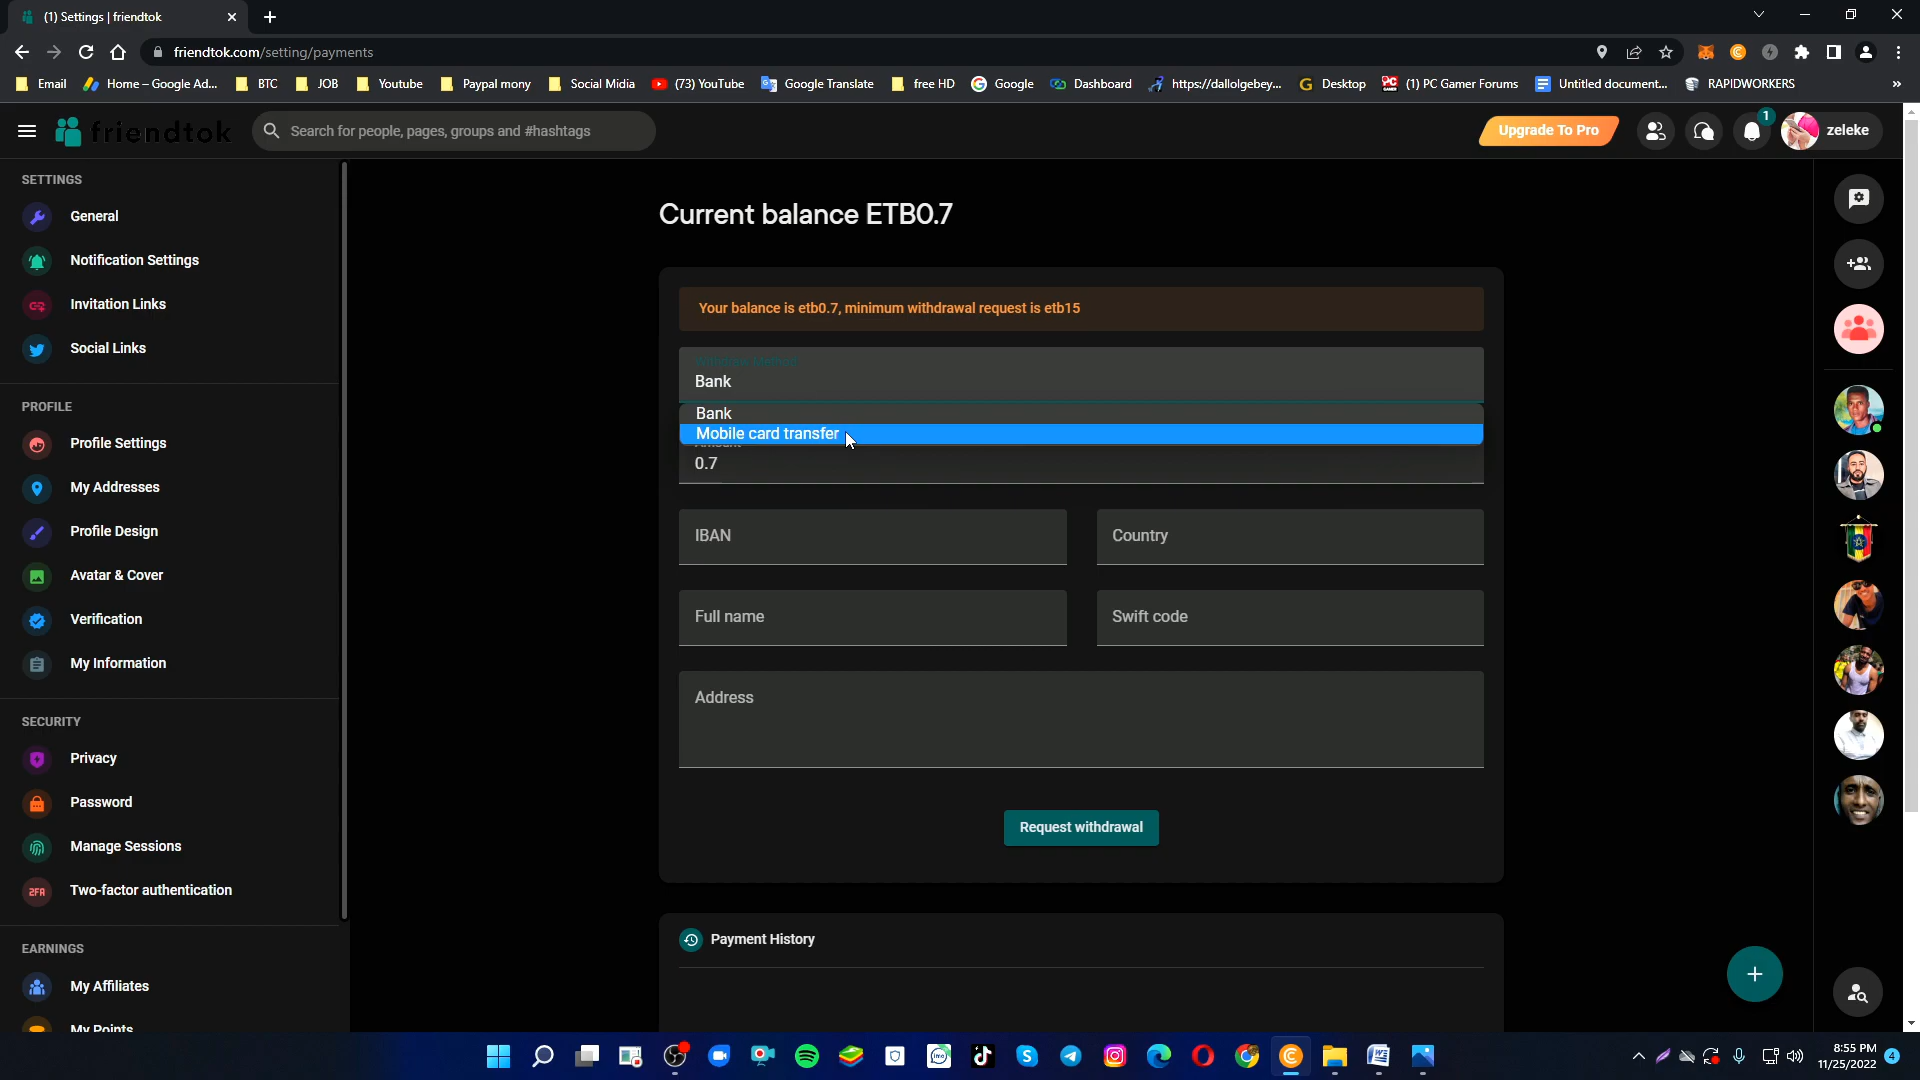 (1) Settings | friendtok
friendtok.com/setting/payments
Email
Home – Google Ad...
BTC
JOB
Youtube
Paypal mony
Social Midia
(73) YouTube
Google Translate
free HD
Google
Dashboard
https://dallolgebey...
Desktop
(1) PC Gamer Forums
Untitled document...
RAPIDWORKERS
»
friendtok
Search for people, pages, groups and #hashtags
Upgrade To Pro
1
zeleke
SETTINGS
General
Notification Settings
Invitation Links
Social Links
PROFILE
Profile Settings
My Addresses
Profile Design
Avatar & Cover
Verification
My Information
SECURITY
Privacy
Password
Manage Sessions
2FA
Two-factor authentication
EARNINGS
My Affiliates
My Points
Current balance ETB0.7
Your balance is etb0.7, minimum withdrawal request is etb15
Withdraw Method
Bank
Bank
Mobile card transfer
Amount
0.7
IBAN
Country
Full name
Swift code
Address
Request withdrawal
Payment History
+
8:55 PM
11/25/2022
4